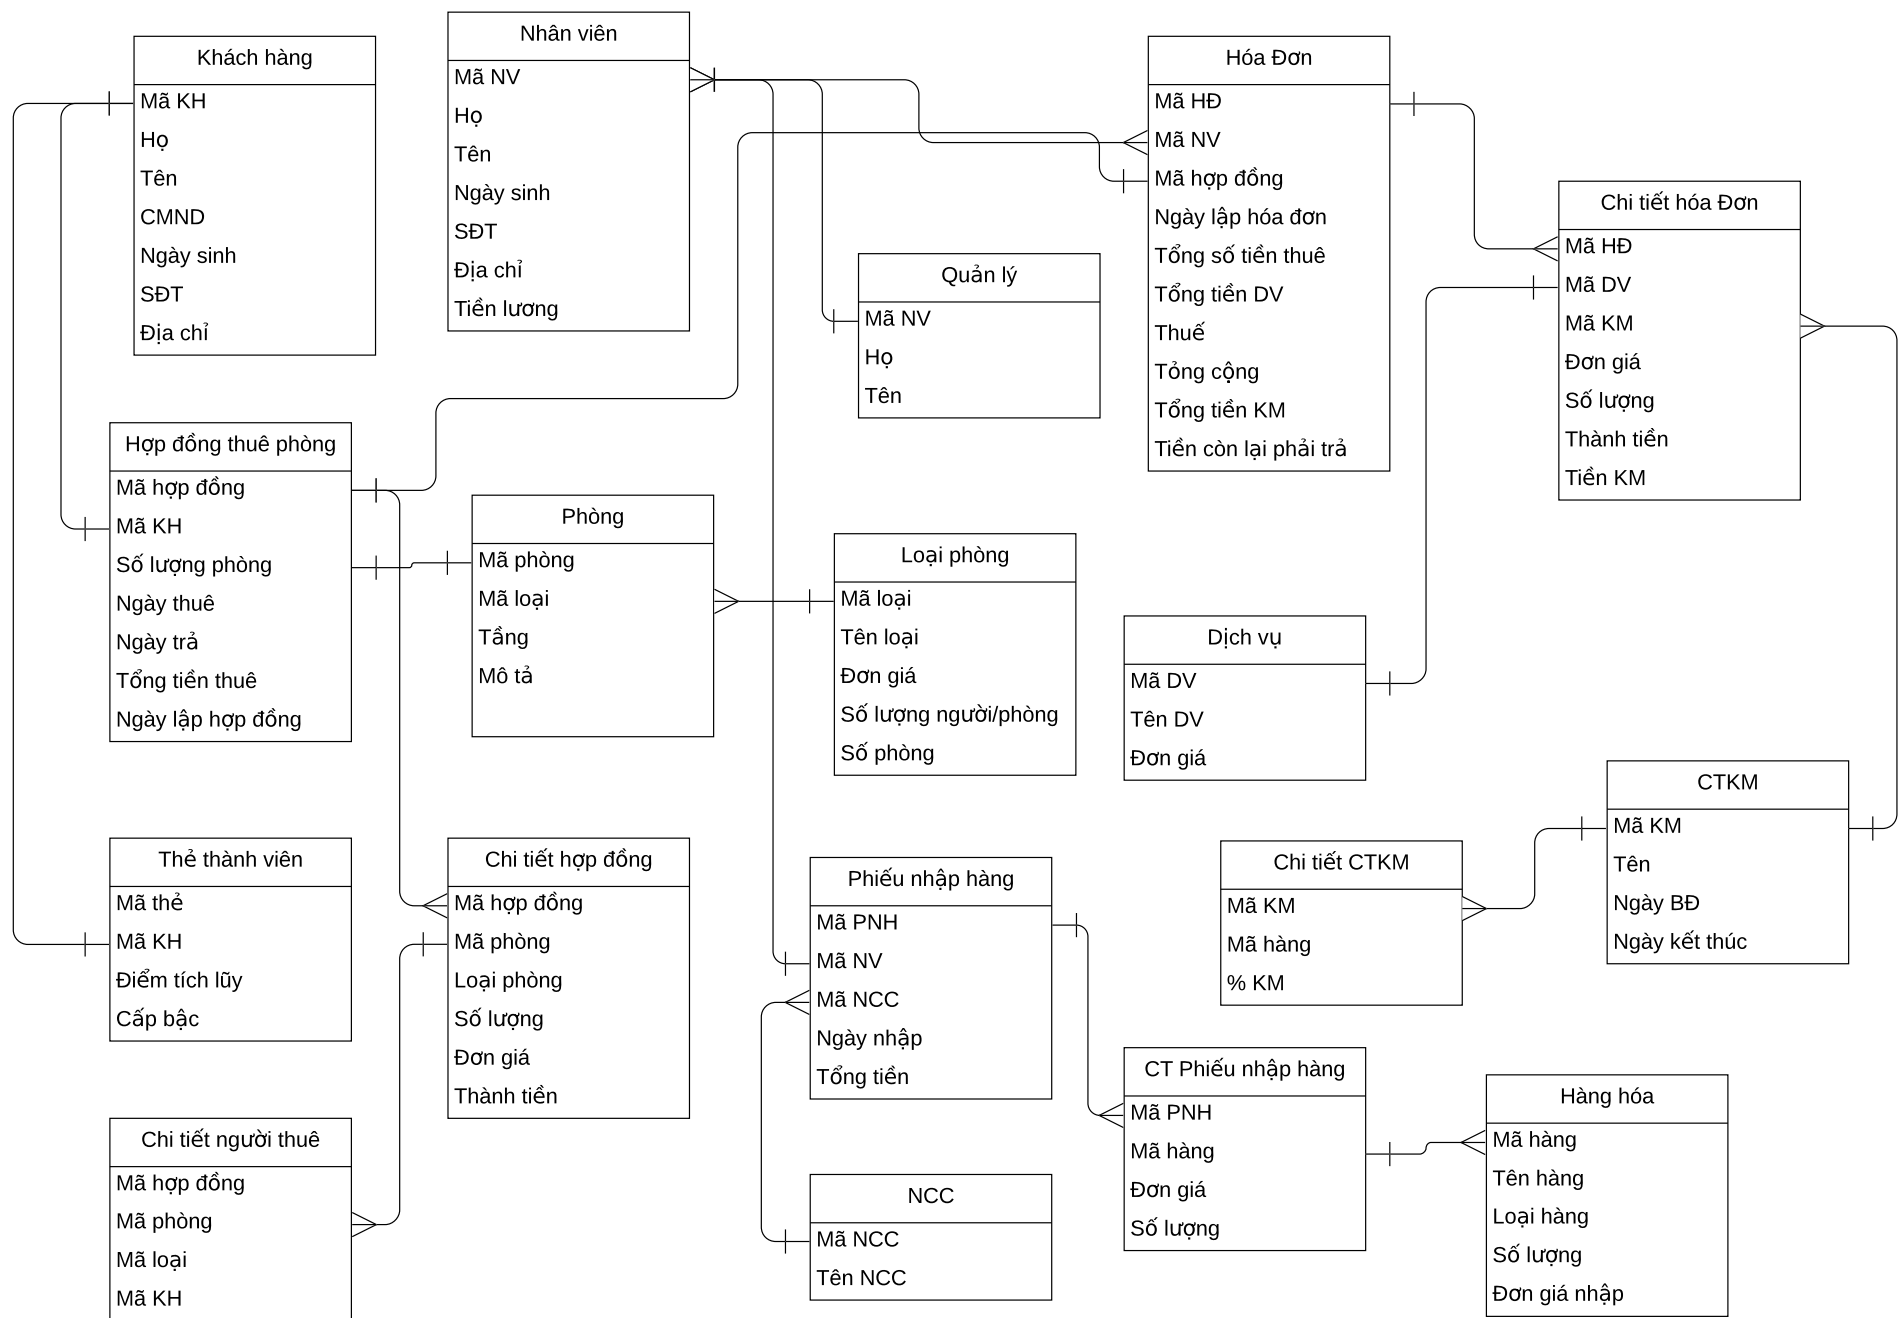 Khách hàng
Mã KH
Họ
Tên
CMND
Ngày sinh
SĐT
Địa chỉ
Nhân viên
Mã NV
Họ
Tên
Ngày sinh
SĐT
Địa chỉ
Tiền lương
Hóa Đơn
Mã HĐ
Mã NV
Mã hợp đồng
Ngày lập hóa đơn
Tổng số tiền thuê
Tổng tiền DV
Thuế
Tỏng cộng
Tổng tiền KM
Tiền còn lại phải trả
Chi tiết hóa Đơn
Mã HĐ
Mã DV
Mã KM
Đơn giá
Số lượng
Thành tiền
Tiền KM
Quản lý
Mã NV
Họ
Tên
Hợp đồng thuê phòng
Mã hợp đồng
Mã KH
Số lượng phòng
Ngày thuê
Ngày trả
Tổng tiền thuê
Ngày lập hợp đồng
Phòng
Mã phòng
Mã loại
Tầng
Mô tả
Loại phòng
Mã loại
Tên loại
Đơn giá
Số lượng người/phòng
Số phòng
Dịch vụ
Mã DV
Tên DV
Đơn giá
CTKM
Mã KM
Tên
Ngày BĐ
Ngày kết thúc
Thẻ thành viên
Mã thẻ
Mã KH
Điểm tích lũy
Cấp bậc
Chi tiết hợp đồng
Mã hợp đồng
Mã phòng
Loại phòng
Số lượng
Đơn giá
Thành tiền
Phiếu nhập hàng
Mã PNH
Mã NV
Mã NCC
Ngày nhập
Tổng tiền
Chi tiết CTKM
Mã KM
Mã hàng
% KM
CT Phiếu nhập hàng
Mã PNH
Mã hàng
Đơn giá
Số lượng
Hàng hóa
Mã hàng
Tên hàng
Loại hàng
Số lượng
Đơn giá nhập
Chi tiết người thuê
Mã hợp đồng
Mã phòng
Mã loại
Mã KH
NCC
Mã NCC
Tên NCC